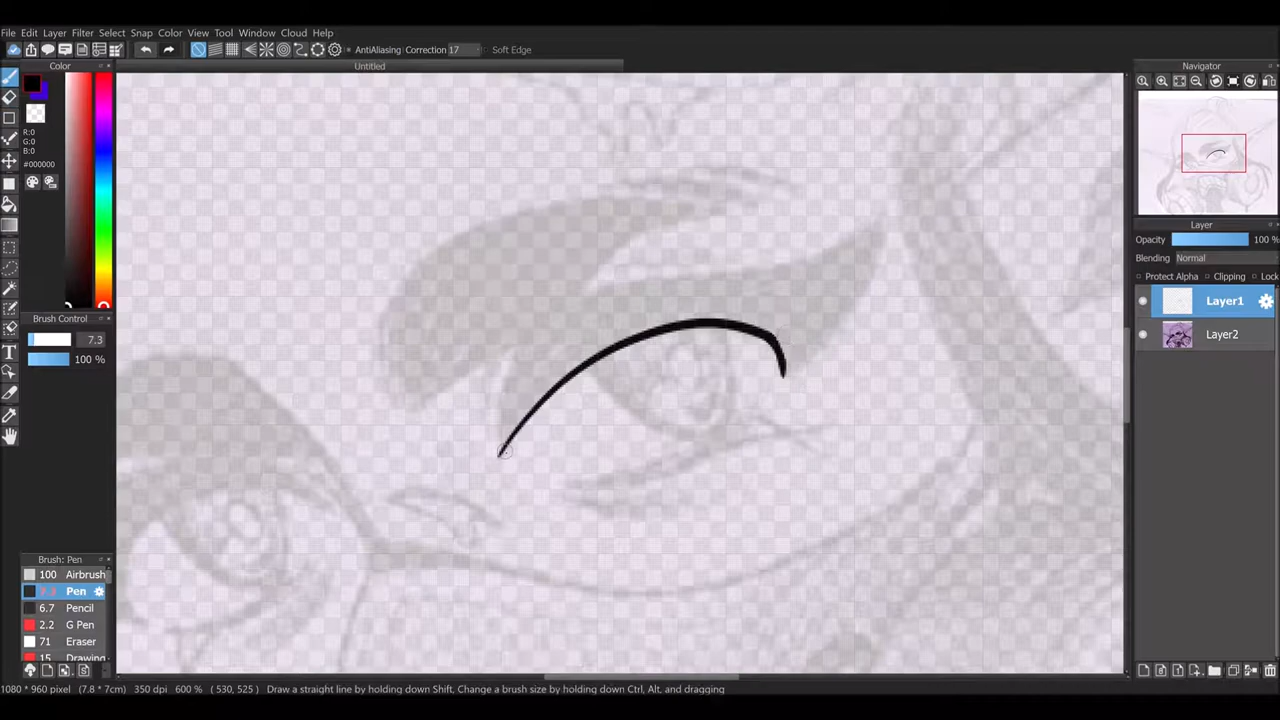 File Edit Layer Filter Select Snap Color View Tool Window Cloud Help
AntiAliasing Correction 17 Soft Edge
Color
Untitled
Navigator
R:0
G:0
B:0
#000000
Layer
Opacity 100 %
Blending Normal
Protect Alpha Clipping Lock
Layer1
Layer2
Brush Control
7.3
100 %
Brush: Pen
100 Airbrush
7.3 Pen
6.7 Pencil
2.2 G Pen
71 Eraser
15 Drawing
1080 * 960 pixel (7.8 * 7cm) 350 dpi 600 % ( 530, 525 ) Draw a straight line by holding down Shift, Change a brush size by holding down Ctrl, Alt, and dragging